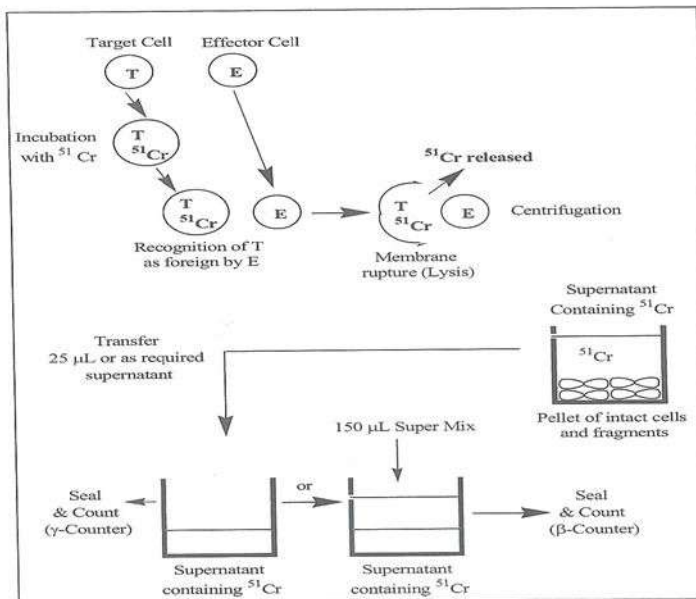 Target Cell
Effector Cell
T
E
Incubation
with ⁵¹ Cr
T
⁵¹Cr
T
⁵¹Cr
E
Recognition of T
as foreign by E
⁵¹Cr released
T
⁵¹Cr
E
Centrifugation
Membrane
rupture (Lysis)
Supernatant
Containing ⁵¹Cr
⁵¹Cr
Pellet of intact cells
and fragments
Transfer
25 μL or as required
supernatant
150 μL Super Mix
Seal
& Count
(γ-Counter)
or
Seal
& Count
(β-Counter)
Supernatant
containing ⁵¹Cr
Supernatant
containing ⁵¹Cr